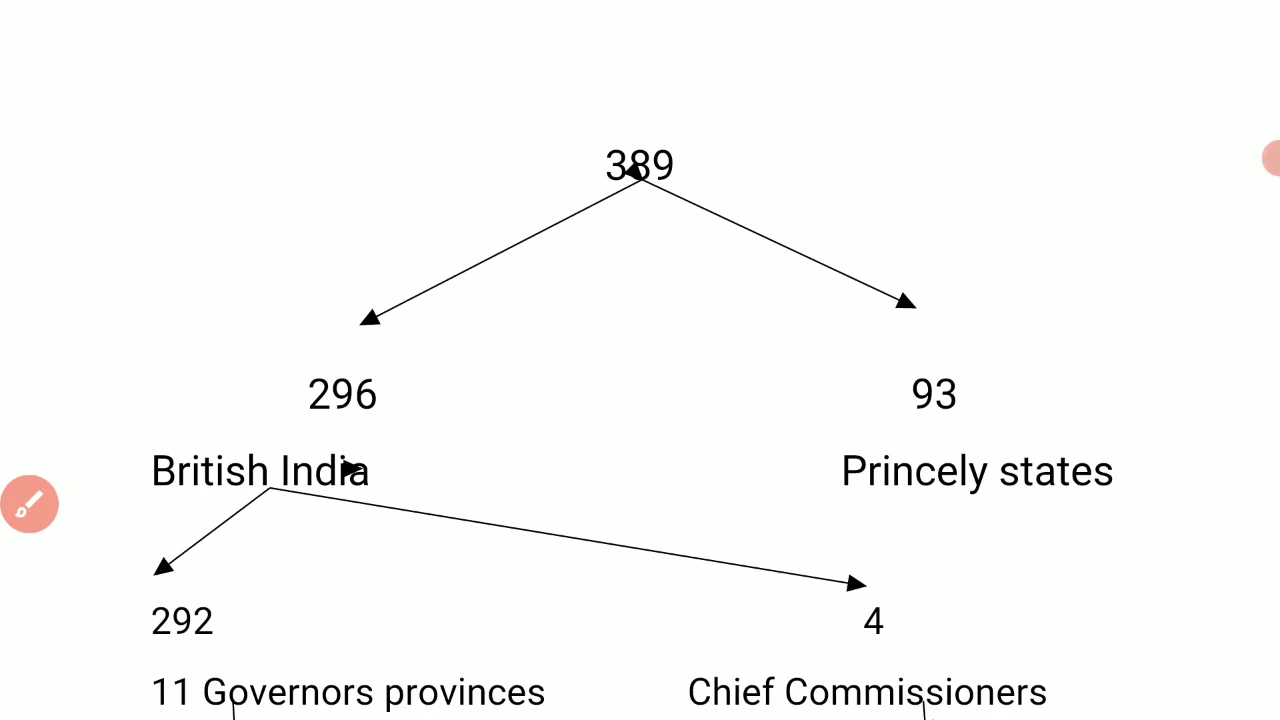 389
296 93
British India Princely states
292 4
11 Governors provinces Chief Commissioners